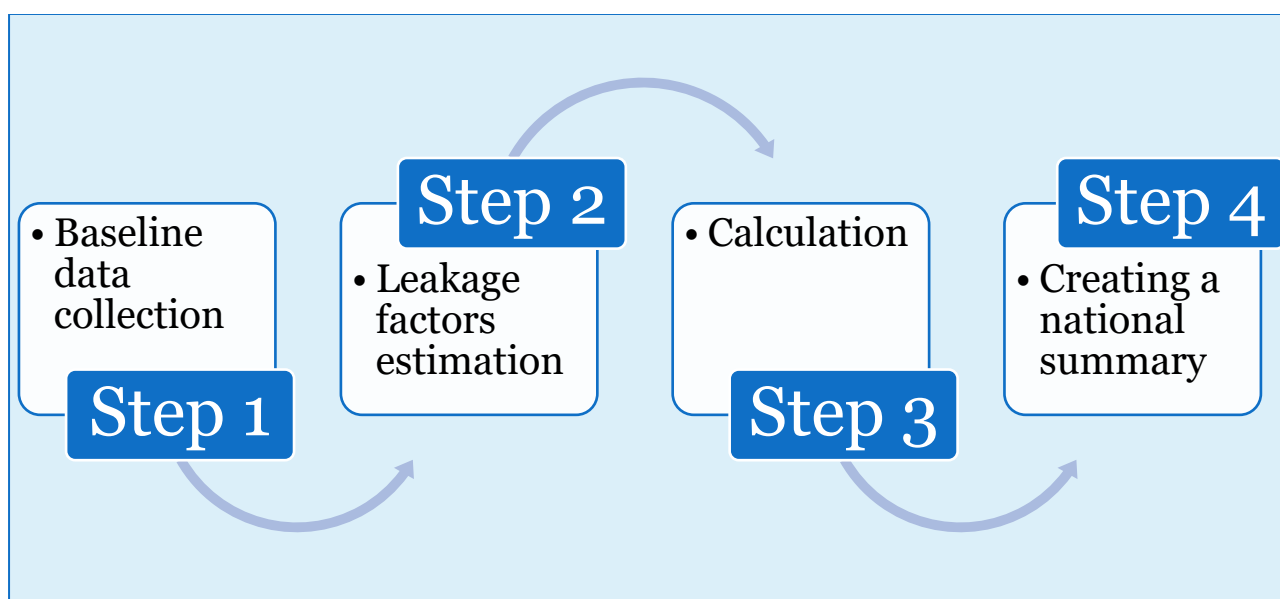 • Baseline
data
collection
Step 1
Step 2
• Leakage
factors
estimation
• Calculation
Step 3
Step 4
• Creating a
national
summary